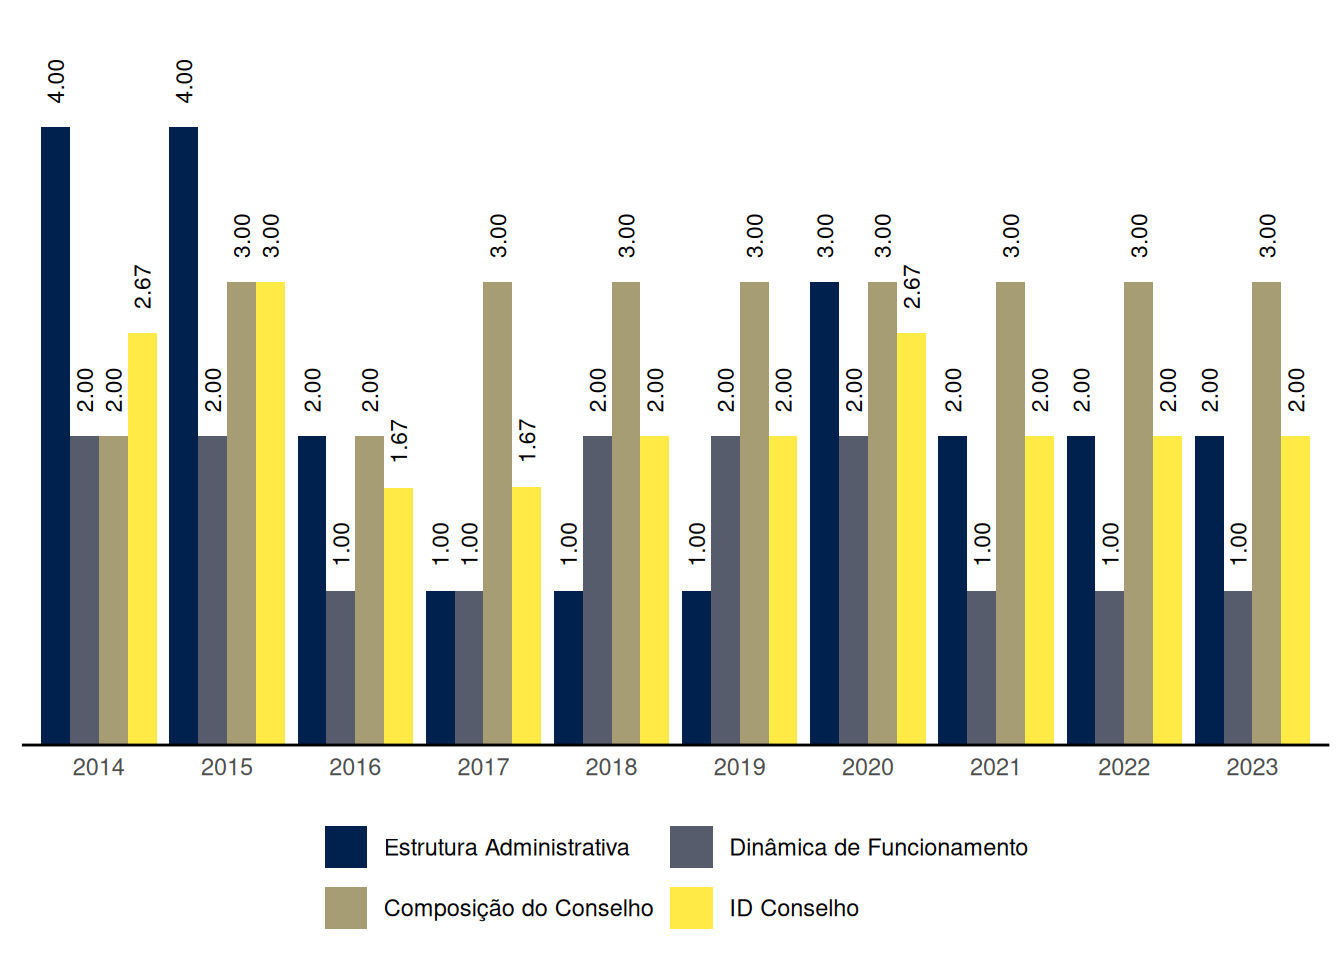 4.00 4.00
3.00 3.00 3.00 3.00 3.00 3.00 3.00 3.00 3.00 3.00
2.67 2.67
2.00 2.00 2.00 2.00 2.00 2.00 2.00 2.00 2.00 2.00 2.00 2.00 2.00 2.00 2.00
1.67 1.67
1.00 1.00 1.00 1.00 1.00 1.00 1.00 1.00
2014 2015 2016 2017 2018 2019 2020 2021 2022 2023
Estrutura Administrativa Dinâmica de Funcionamento
Composição do Conselho ID Conselho